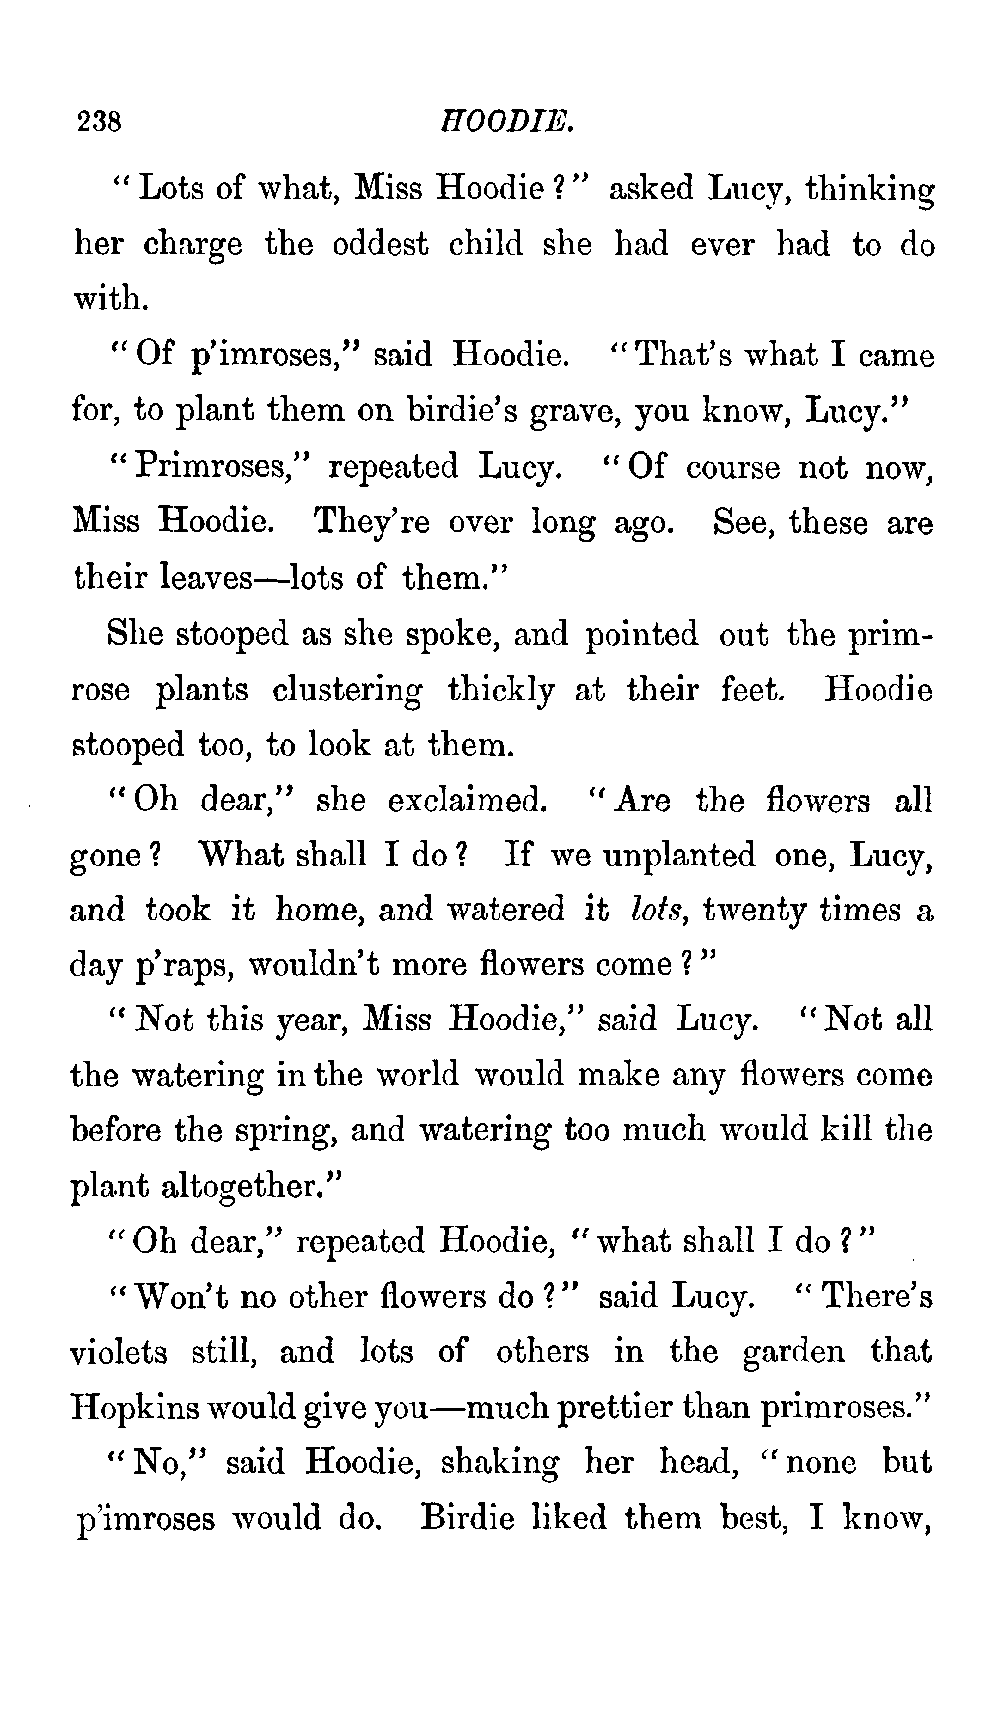 238 HOODIE.
"Lots of what, Miss Hoodie?" asked Lucy, thinking
her charge the oddest child she had ever had to do
with.
"Of p'imroses," said Hoodie. "That's what I came
for, to plant them on birdie's grave, you know, Lucy."
"Primroses," repeated Lucy. "Of course not now,
Miss Hoodie. They're over long ago. See, these are
their leaves—lots of them."
She stooped as she spoke, and pointed out the prim-
rose plants clustering thickly at their feet. Hoodie
stooped too, to look at them.
"Oh dear," she exclaimed. "Are the flowers all
gone? What shall I do? If we unplanted one, Lucy,
and took it home, and watered it lots, twenty times a
day p'raps, wouldn't more flowers come?"
"Not this year, Miss Hoodie," said Lucy. "Not all
the watering in the world would make any flowers come
before the spring, and watering too much would kill the
plant altogether."
"Oh dear," repeated Hoodie, "what shall I do?"
"Won't no other flowers do?" said Lucy. "There's
violets still, and lots of others in the garden that
Hopkins would give you—much prettier than primroses."
"No," said Hoodie, shaking her head, "none but
p'imroses would do. Birdie liked them best, I know,